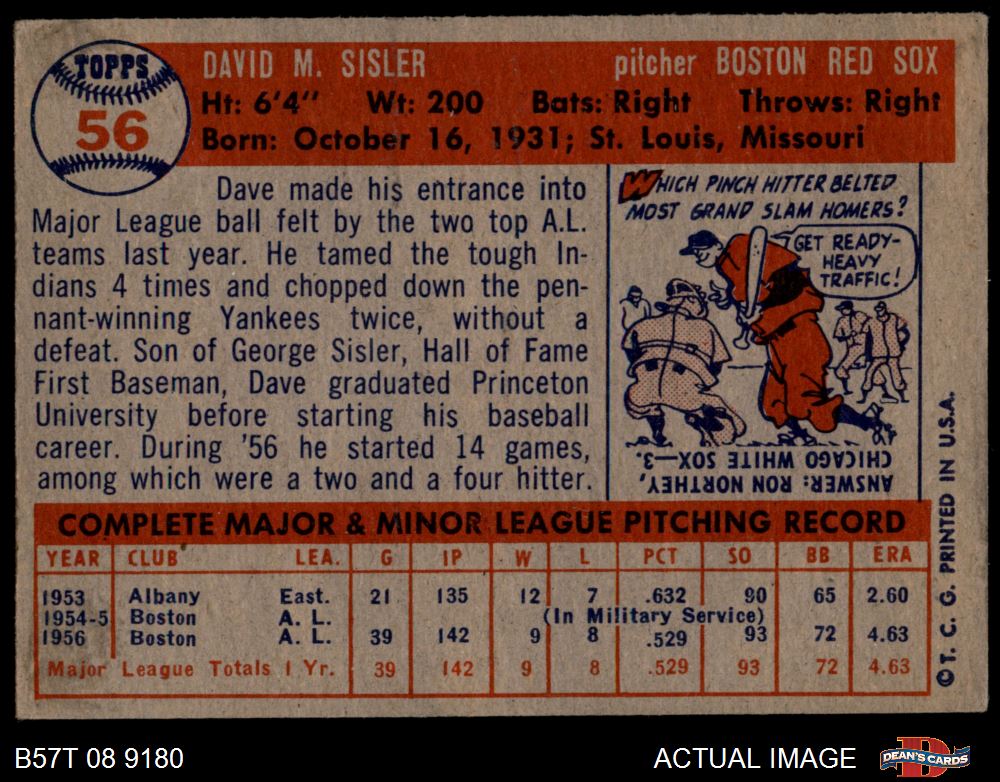 TOPPS
56
DAVID M. SISLER pitcher BOSTON RED SOX
Ht: 6'4" Wt: 200 Bats: Right Throws: Right
Born: October 16, 1931; St. Louis, Missouri
Dave made his entrance into
Major League ball felt by the two top A.L.
teams last year. He tamed the tough In-
dians 4 times and chopped down the pen-
nant-winning Yankees twice, without a
defeat. Son of George Sisler, Hall of Fame
First Baseman, Dave graduated Princeton
University before starting his baseball
career. During '56 he started 14 games,
among which were a two and a four hitter.
WHICH PINCH HITTER BELTED
MOST GRAND SLAM HOMERS?
GET READY-
HEAVY
TRAFFIC!
ANSWER: RON NORTHEY,
CHICAGO WHITE SOX—3.
COMPLETE MAJOR & MINOR LEAGUE PITCHING RECORD
YEAR CLUB LEA. G IP W L PCT SO BB ERA
1953 Albany East. 21 135 12 7 .632 90 65 2.60
1954-5 Boston A. L. (In Military Service)
1956 Boston A. L. 39 142 9 8 .529 93 72 4.63
Major League Totals 1 Yr. 39 142 9 8 .529 93 72 4.63
© T. C. G. PRINTED IN U.S.A.
B57T 08 9180 ACTUAL IMAGE DEAN'S CARDS